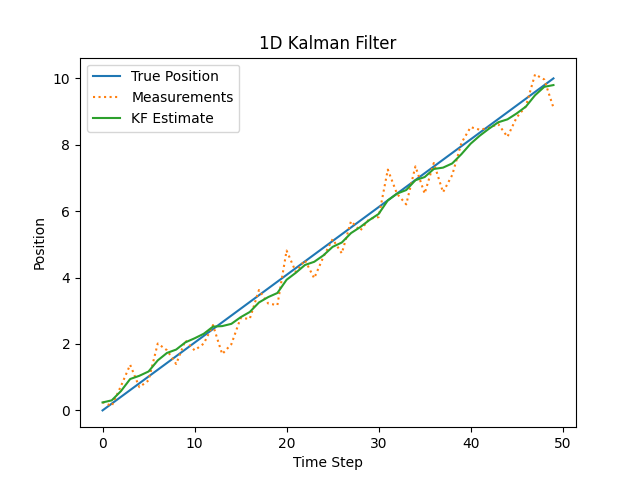 1D Kalman Filter
True Position
Measurements
KF Estimate
Position
10
8
6
4
2
0
0 10 20 30 40 50
Time Step